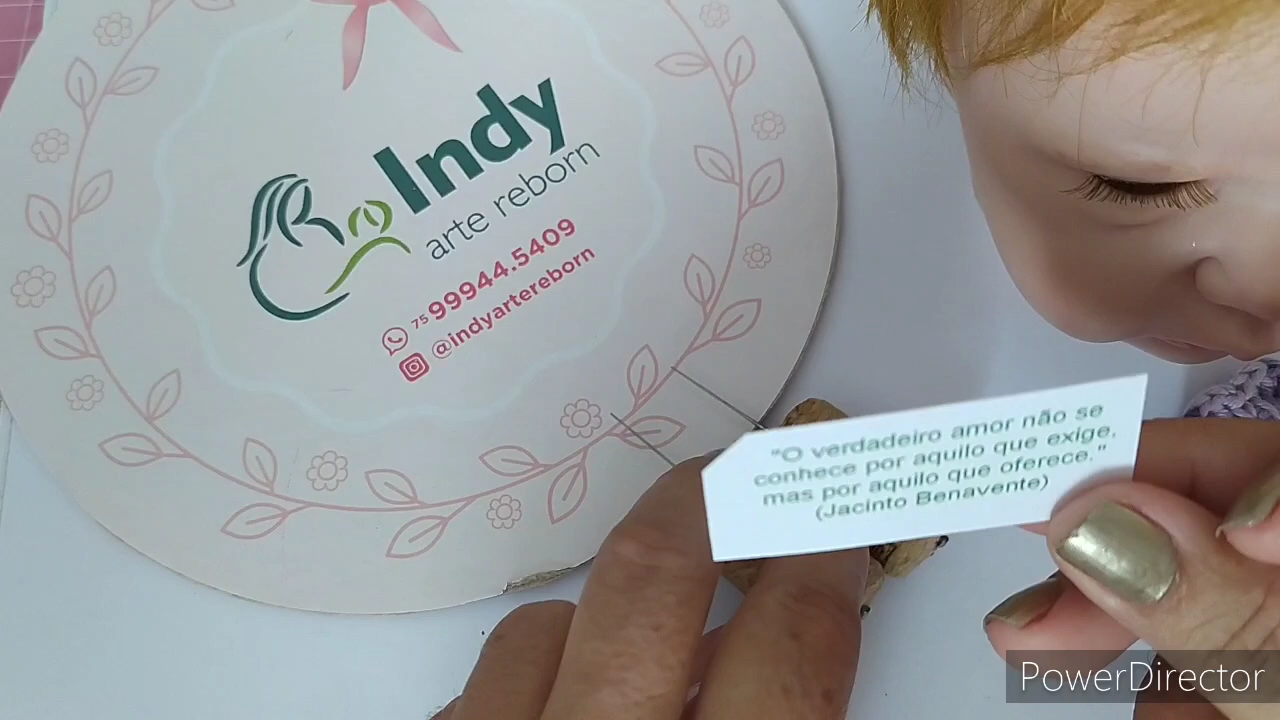 Indy
arte reborn
75 99944.5409
@indyartereborn
"O verdadeiro amor não se
conhece por aquilo que exige,
mas por aquilo que oferece."
(Jacinto Benavente)
PowerDirector